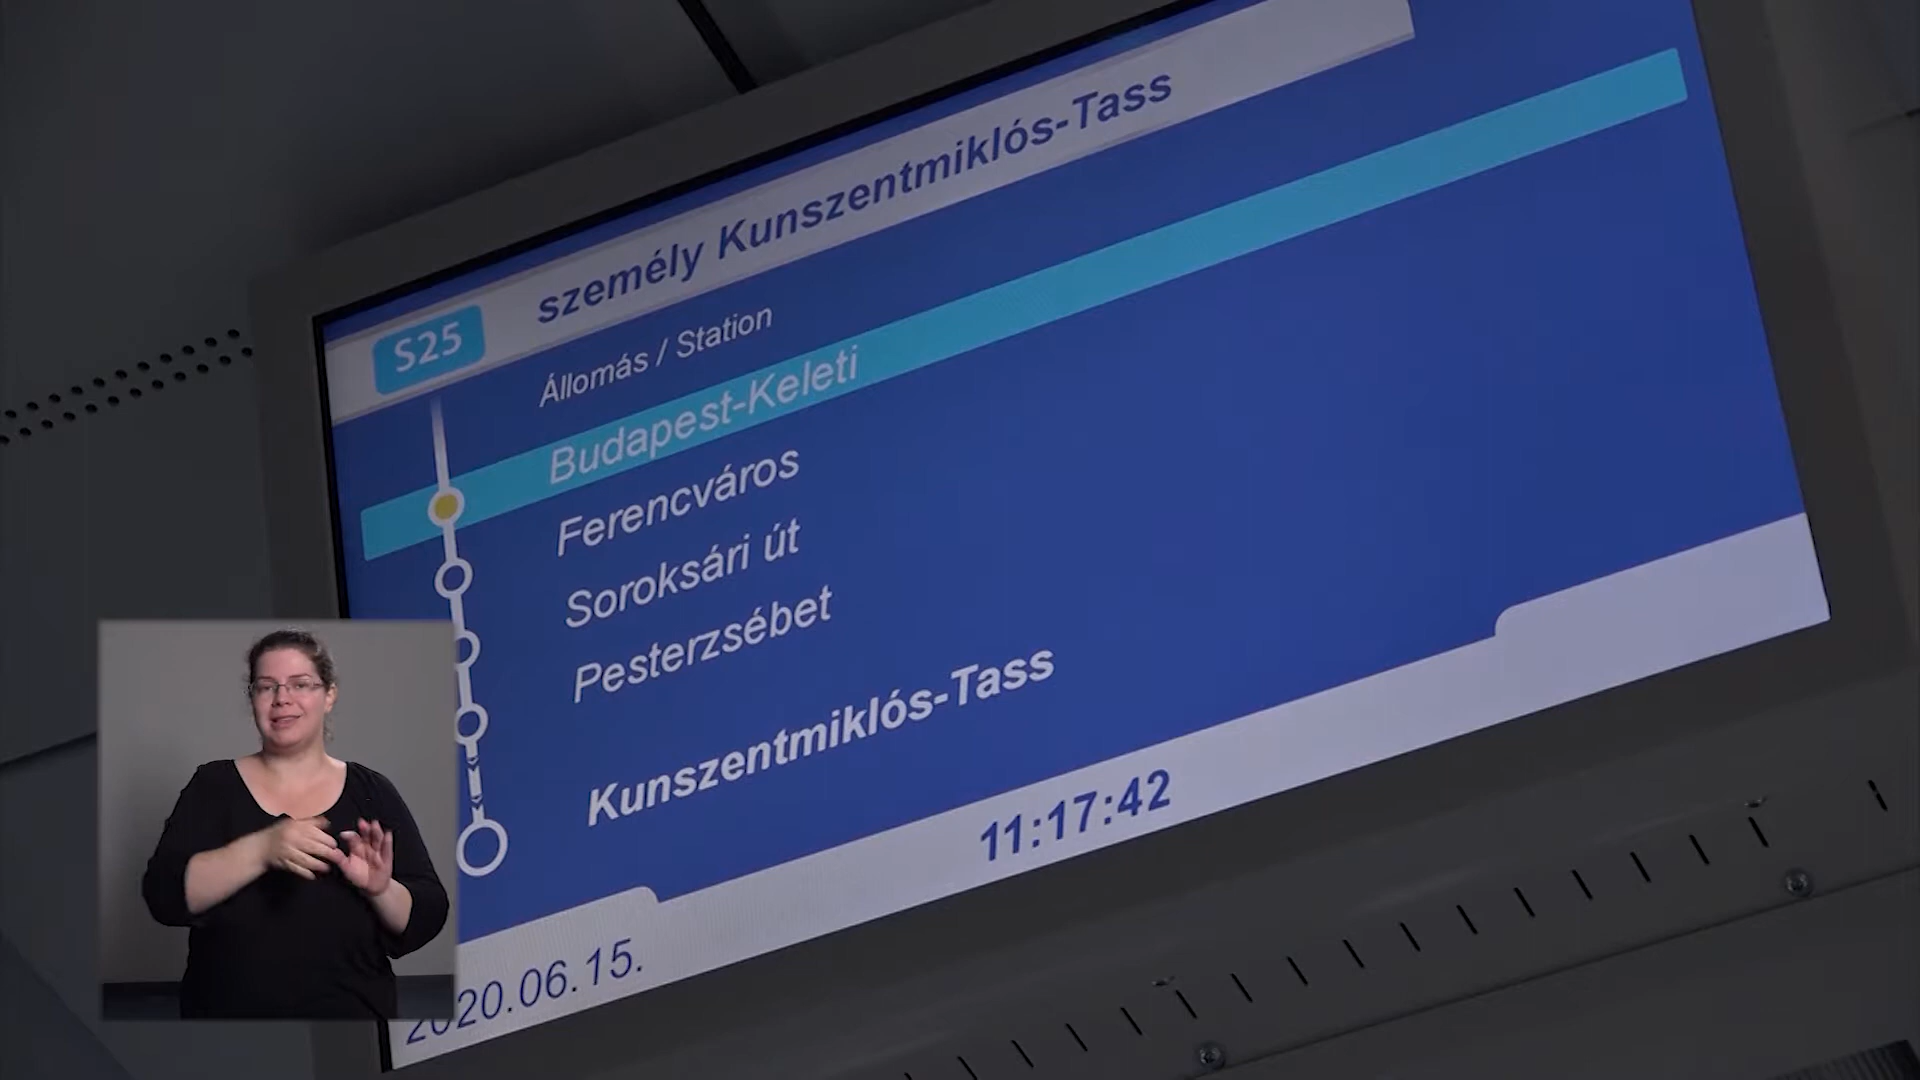 S25 személy Kunszentmiklós-Tass
Állomás / Station
Budapest-Keleti
Ferencváros
Soroksári út
Pesterzsébet
Kunszentmiklós-Tass
11:17:42
2020.06.15.